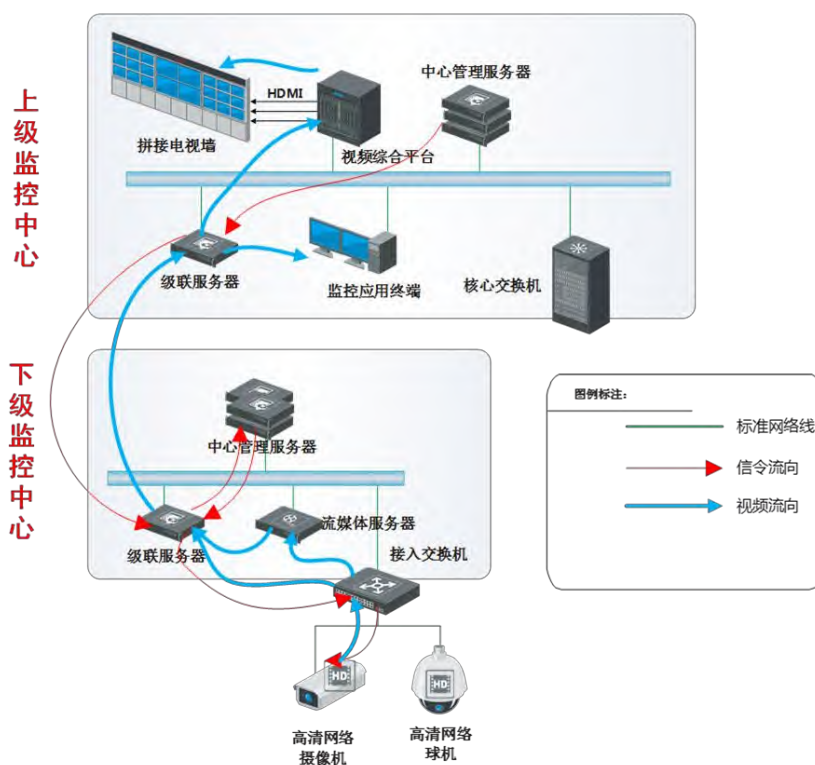 上级监控中心
中心管理服务器
HDMI
拼接电视墙
视频综合平台
级联服务器
监控应用终端
核心交换机
下级监控中心
中心管理服务器
流媒体服务器
级联服务器
接入交换机
HD
HD
高清网络
摄像机
高清网络
球机
图例标注：
标准网络线
信令流向
视频流向